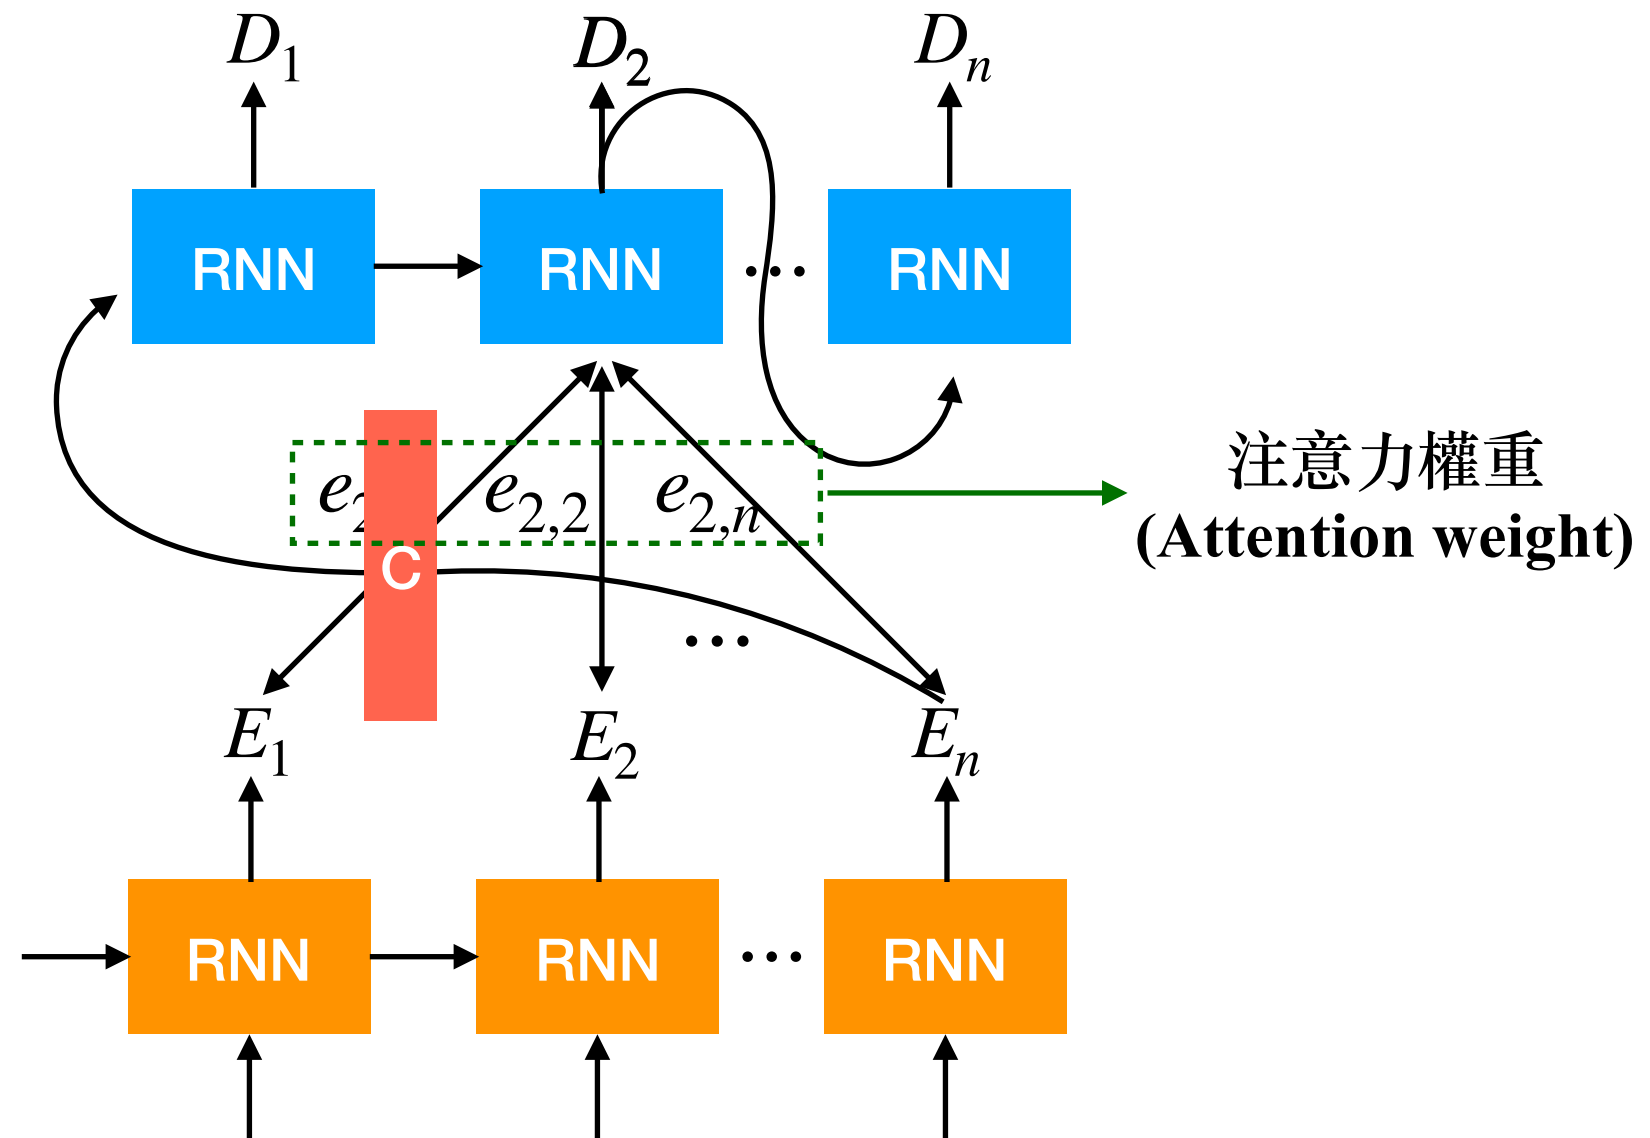 D1 D2 Dn
RNN RNN ... RNN
注意力權重
(Attention weight)
e2,2 e2,n
C
...
E1 E2 En
RNN RNN ... RNN